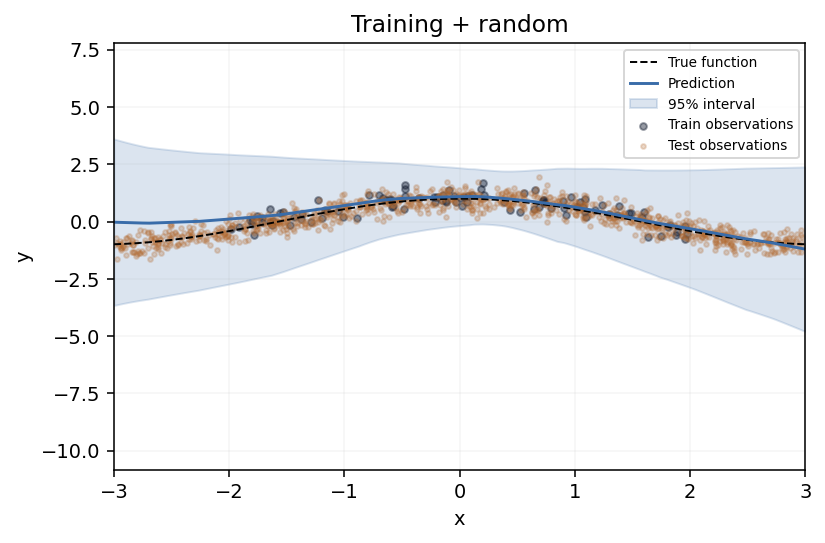 Training + random
7.5
5.0
2.5
0.0
−2.5
−5.0
−7.5
−10.0
y
True function
Prediction
95% interval
Train observations
Test observations
−3
−2
−1
0
1
2
3
x